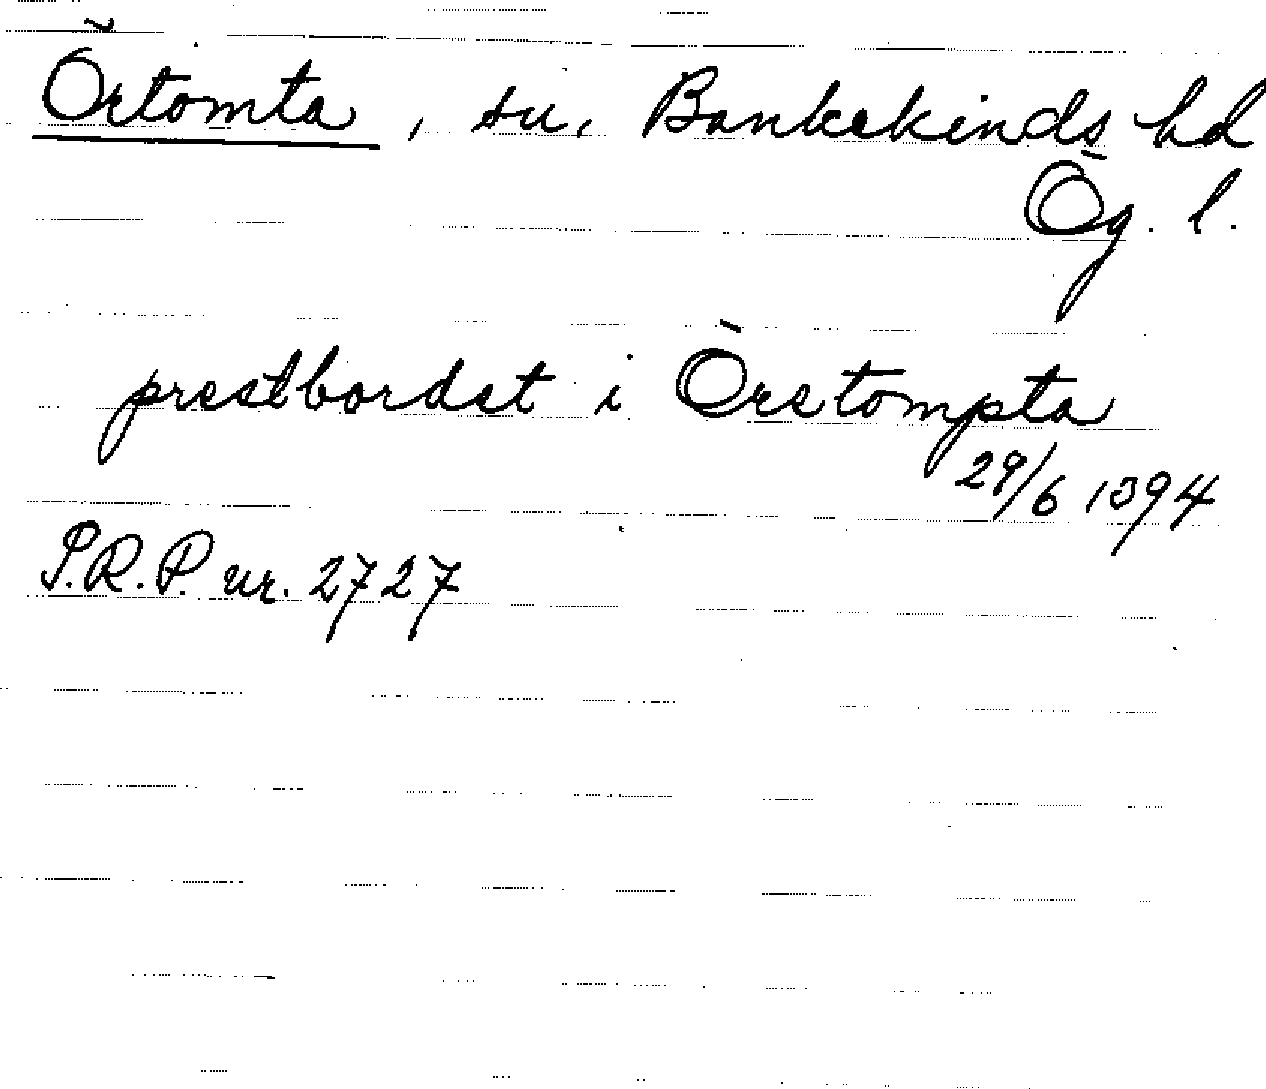 Örtomta, sn, Bankekinds hd
Ög. l.
prestbordet i Örstompta
29/6 1394
S.R.P. nr. 2727